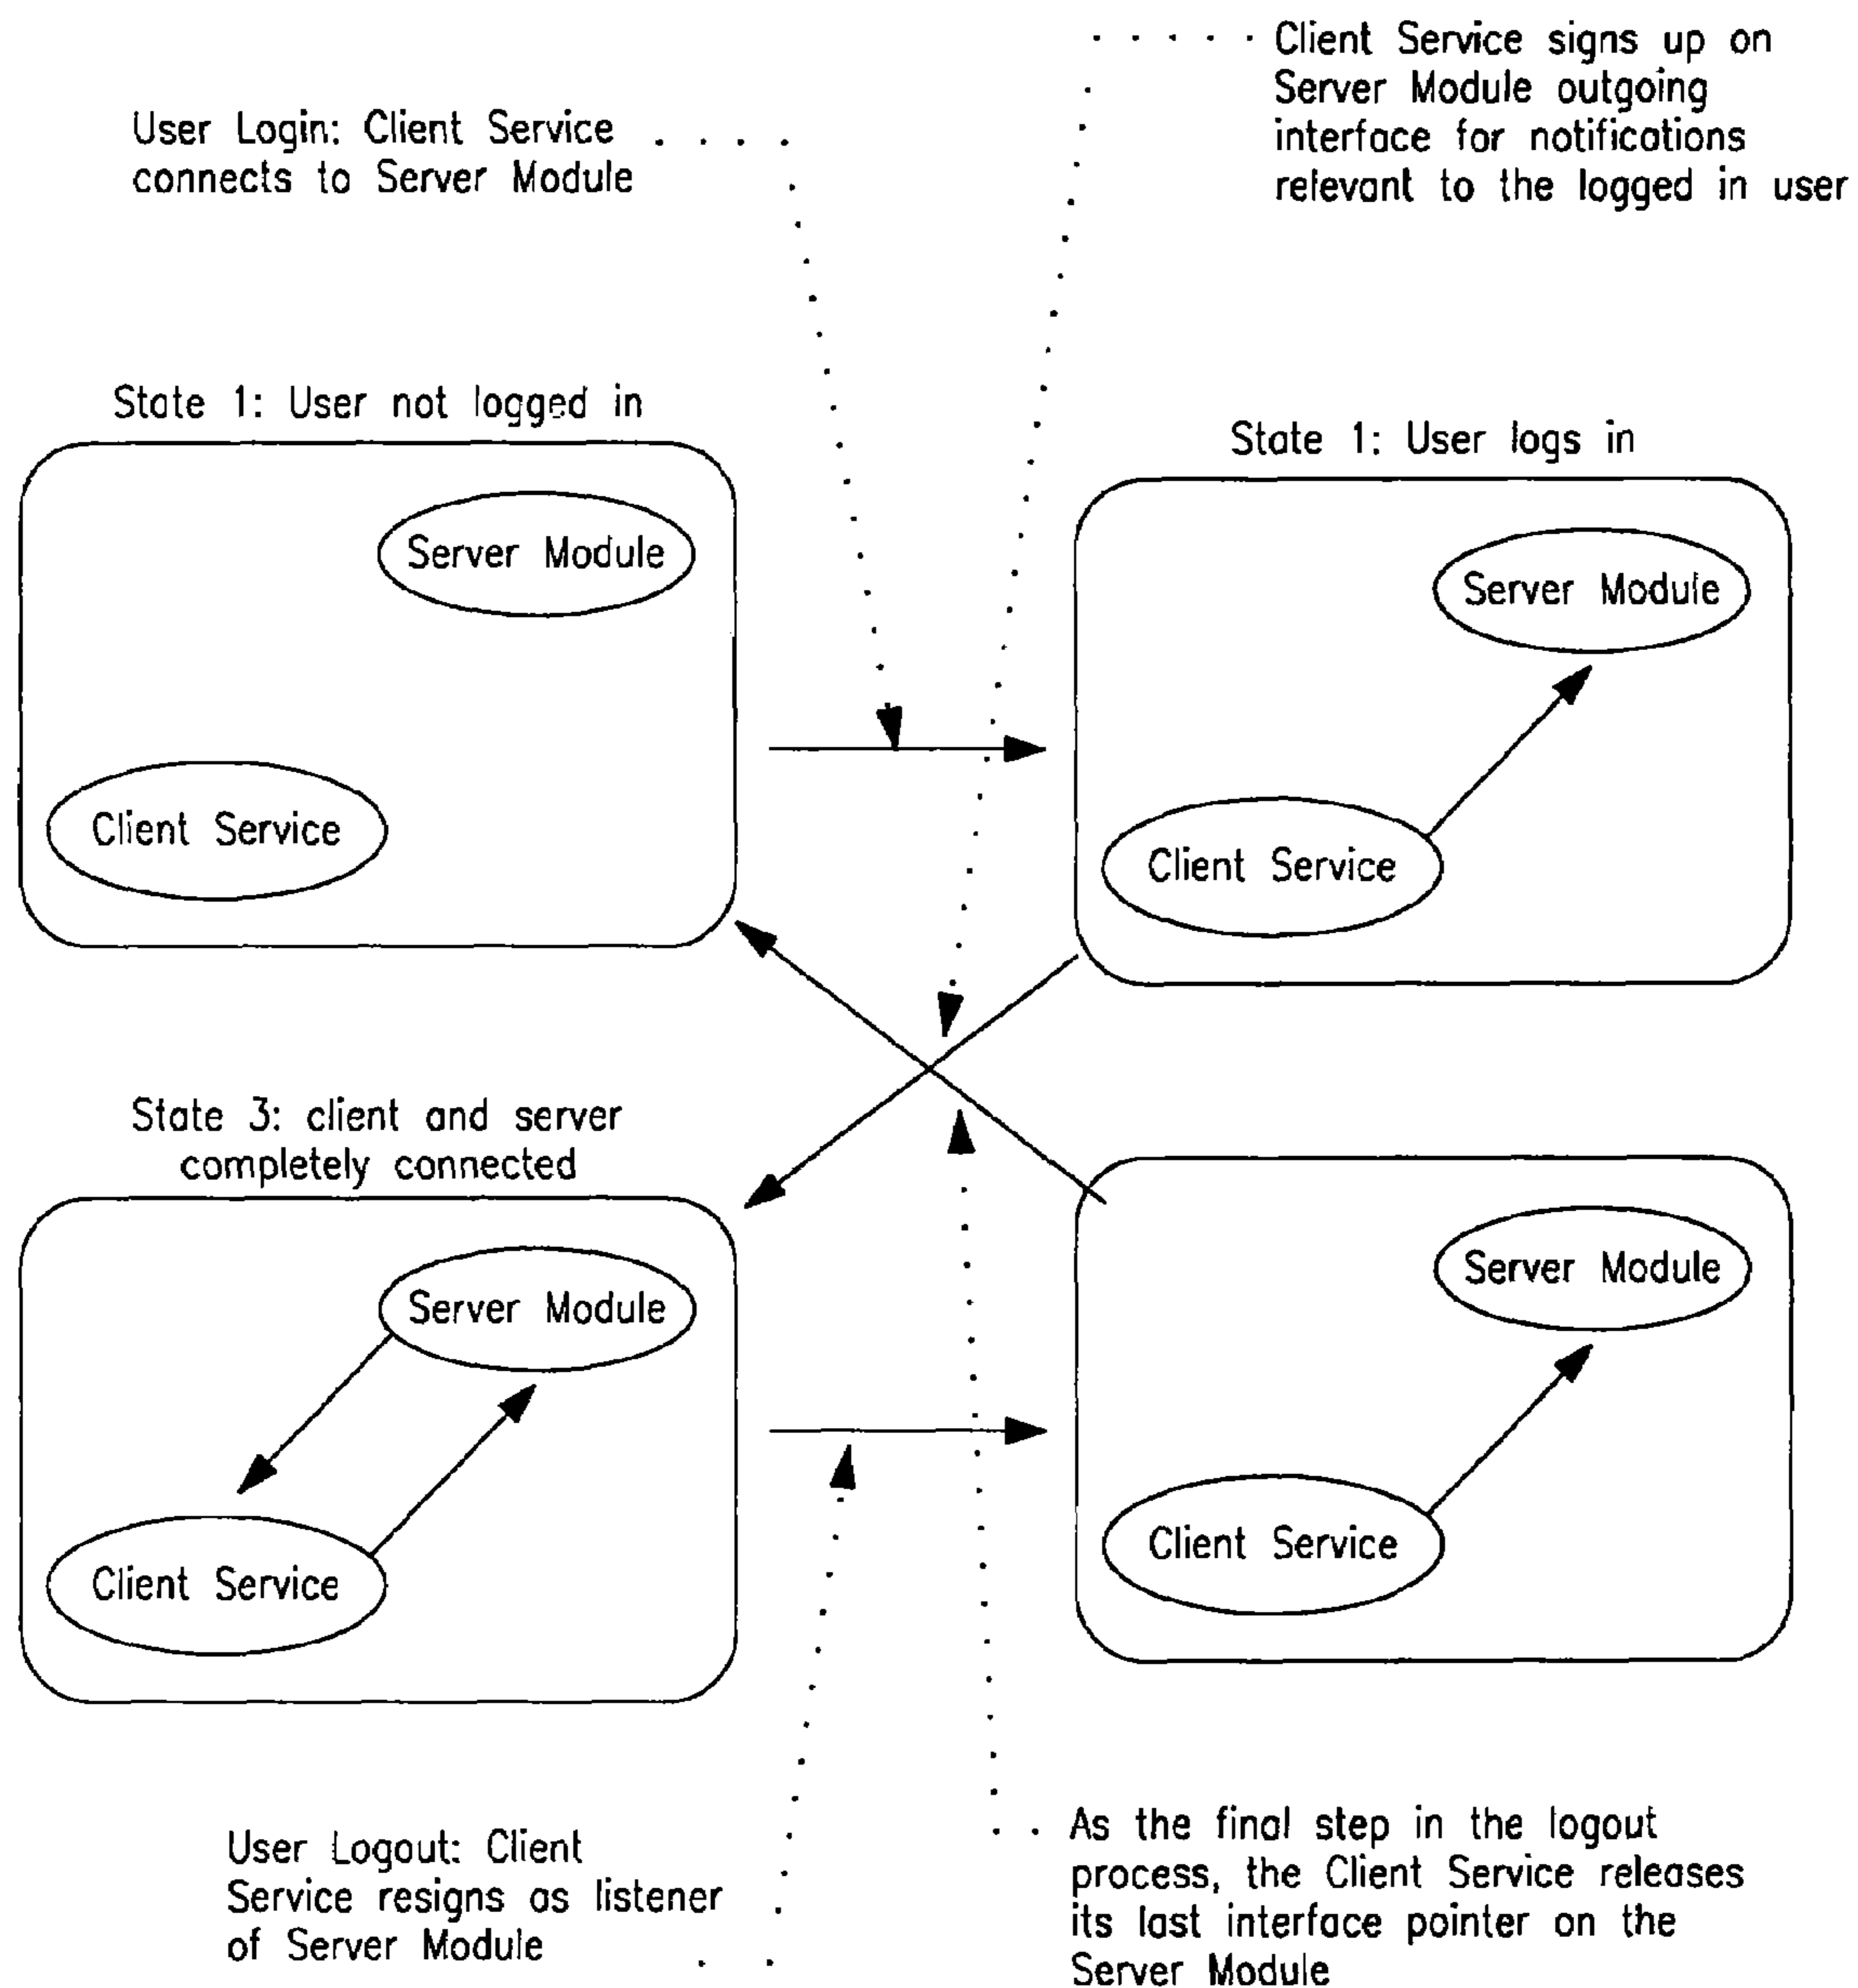 Client Service signs up on
Server Module outgoing
interface for notifications
relevant to the logged in user
User Login: Client Service
connects to Server Module
State 1: User not logged in
Server Module
Client Service
State 1: User logs in
Server Module
Client Service
State 3: client and server
completely connected
Server Module
Client Service
Server Module
Client Service
User Logout: Client
Service resigns as listener
of Server Module
As the final step in the logout
process, the Client Service releases
its last interface pointer on the
Server Module